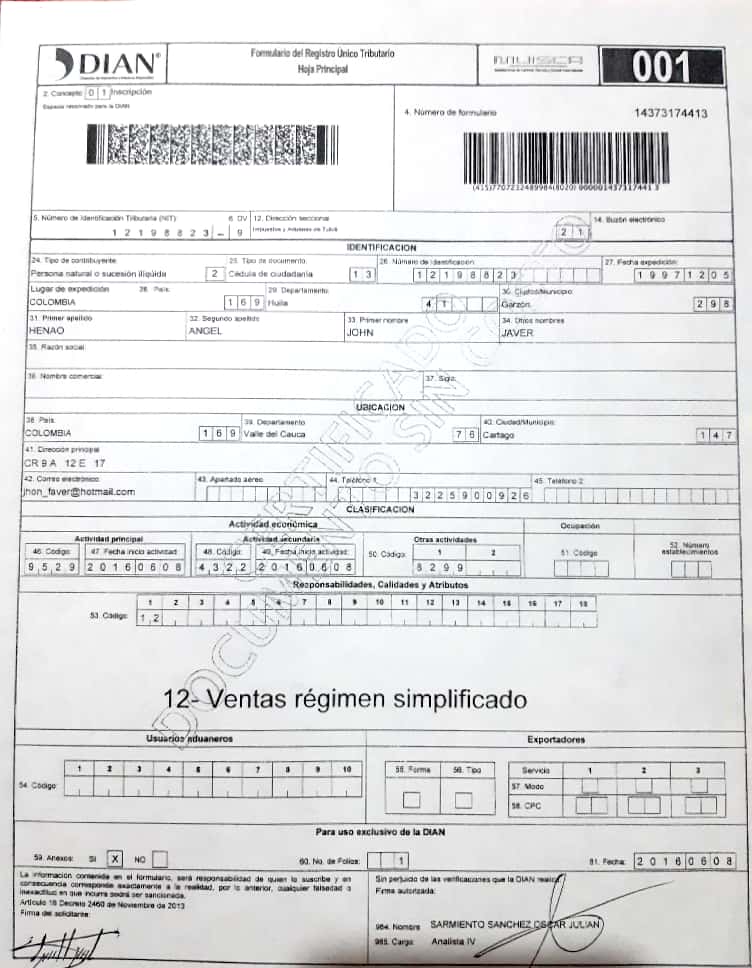 DIAN
Formulario del Registro Único Tributario
Hoja Principal
MUISCA
001
2. Concepto 0 1 Inscripción
Espacio reservado para la DIAN
4. Número de formulario 14373174413
(415)7707212489984(8020) 000001437317441 3
5. Número de Identificación Tributaria (NIT): 6. DV 12. Dirección seccional 14. Buzón electrónico
1 2 1 9 8 8 2 3 - 9 Impuestos y Aduanas de Tuluá 2 1
IDENTIFICACION
24. Tipo de contribuyente: 25. Tipo de documento: 26. Número de Identificación: 27. Fecha expedición:
Persona natural o sucesión ilíquida 2 Cédula de ciudadanía 1 3 1 2 1 9 8 8 2 3 1 9 9 7 1 2 0 5
Lugar de expedición 28. País: 29. Departamento: 30. Ciudad/Municipio:
COLOMBIA 1 6 9 Huila 4 1 Garzón 2 9 8
31. Primer apellido 32. Segundo apellido 33. Primer nombre 34. Otros nombres
HENAO ANGEL JOHN JAVER
35. Razón social:
36. Nombre comercial: 37. Sigla:
UBICACION
38. País: 39. Departamento: 40. Ciudad/Municipio:
COLOMBIA 1 6 9 Valle del Cauca 7 6 Cartago 1 4 7
41. Dirección principal
CR 8 A 12 E 17
42. Correo electrónico: 43. Apartado aéreo 44. Teléfono 1: 45. Teléfono 2:
jhon_faver@hotmail.com 3 2 2 5 9 0 0 9 2 6
CLASIFICACION
Actividad económica Ocupación
Actividad principal Actividad secundaria Otras actividades 52. Número establecimientos
46. Código: 47. Fecha inicio actividad: 48. Código: 49. Fecha inicio actividad: 50. Código: 1 2 51. Código
9 5 2 9 2 0 1 6 0 6 0 8 4 3 2 2 2 0 1 6 0 6 0 8 8 2 9 9
Responsabilidades, Calidades y Atributos
1 2 3 4 5 6 7 8 9 10 11 12 13 14 15 16 17 18
53. Código: 1 2
12- Ventas régimen simplificado
CERTIFICADO
DOCUMENTO SIN COSTO
Usuarios aduaneros Exportadores
1 2 3 4 5 6 7 8 9 10
54. Código:
55. Forma 56. Tipo Servicio 1 2 3
57. Modo
58. CPC
Para uso exclusivo de la DIAN
59. Anexos: SI X NO 60. No. de Folios: 1 61. Fecha: 2 0 1 6 0 6 0 8
La información contenida en el formulario, será responsabilidad de quien lo suscribe y en
consecuencia corresponde exactamente a la realidad, por lo anterior, cualquier falsedad o
inexactitud en que incurra podrá ser sancionada.
Artículo 18 Decreto 2460 de Noviembre de 2013
Firma del solicitante:
Sin perjuicio de las verificaciones que la DIAN realice
Firma autorizada:
984. Nombre SARMIENTO SANCHEZ OSCAR JULIAN
985. Cargo: Analista IV